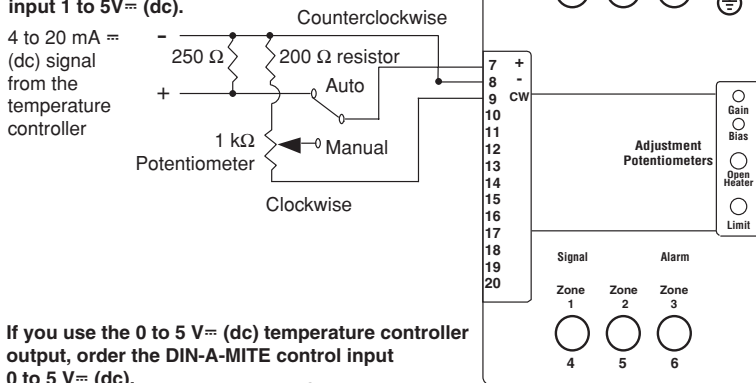 input 1 to 5V⎓ (dc).
Counterclockwise
4 to 20 mA ⎓
(dc) signal
from the
temperature
controller
-
+
250 Ω
200 Ω resistor
Auto
1 kΩ
Potentiometer
Manual
Clockwise
7 +
8 -
9 CW
10
11
12
13
14
15
16
17
18
19
20
Adjustment
Potentiometers
Gain
Bias
Open
Heater
Limit
Signal Alarm
Zone Zone Zone
1 2 3
4 5 6
If you use the 0 to 5 V⎓ (dc) temperature controller
output, order the DIN-A-MITE control input
0 to 5 V⎓ (dc).